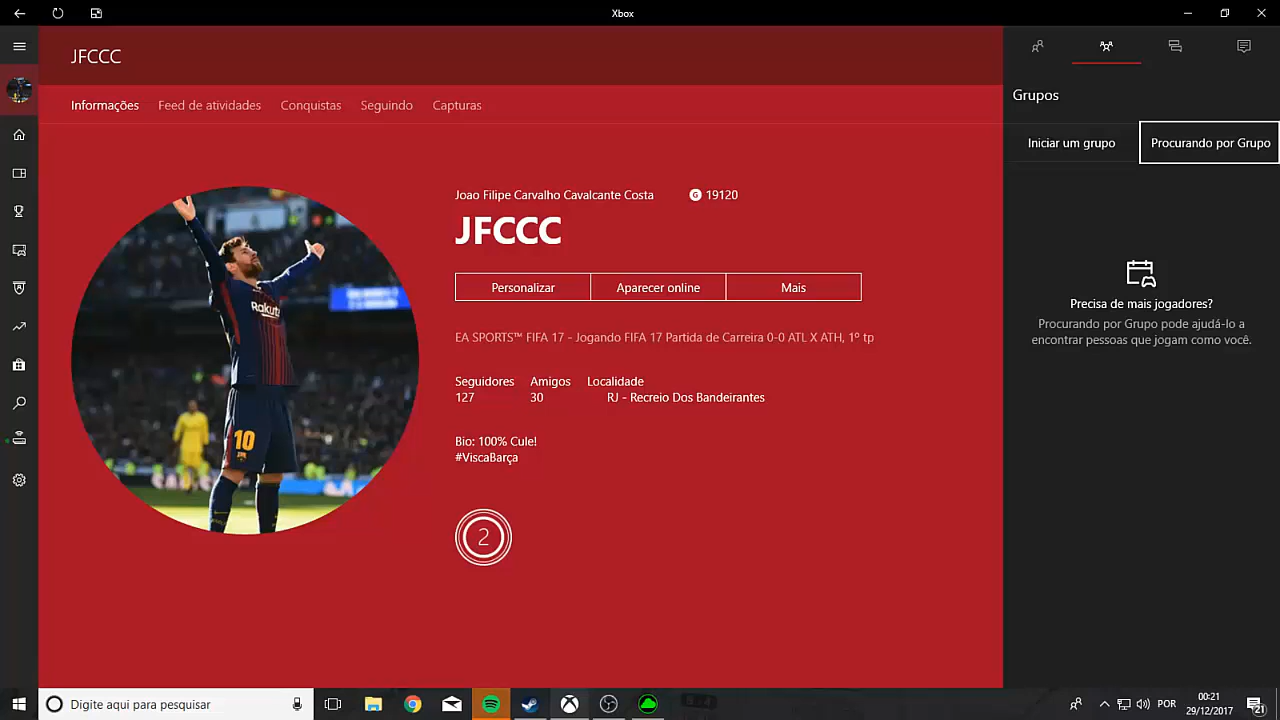 Xbox
JFCCC
Informações Feed de atividades Conquistas Seguindo Capturas
Joao Filipe Carvalho Cavalcante Costa G 19120
JFCCC
Personalizar Aparecer online Mais
EA SPORTS™ FIFA 17 - Jogando FIFA 17 Partida de Carreira 0-0 ATL X ATH, 1º tp
Seguidores Amigos Localidade
127 30 RJ - Recreio Dos Bandeirantes
Bio: 100% Cule!
#ViscaBarça
2
Rakut
10
Grupos
Iniciar um grupo Procurando por Grupo
Precisa de mais jogadores?
Procurando por Grupo pode ajudá-lo a
encontrar pessoas que jogam como você.
Digite aqui para pesquisar
POR
00:21
29/12/2017
21